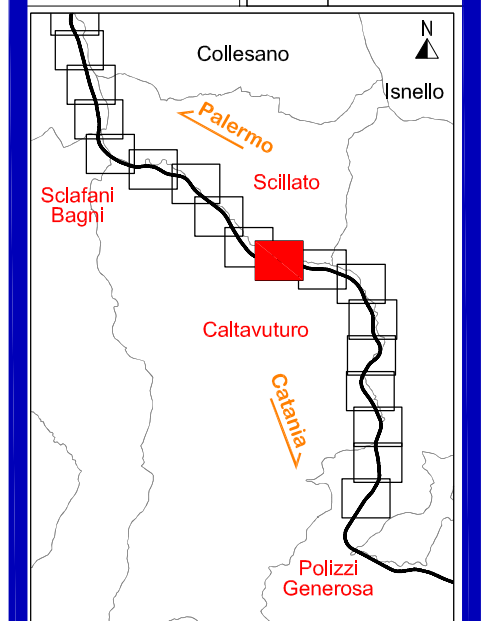 N
Collesano
Isnello
Palermo
Scillato
Sclafani
Bagni
Caltavuturo
Catania
Polizzi
Generosa